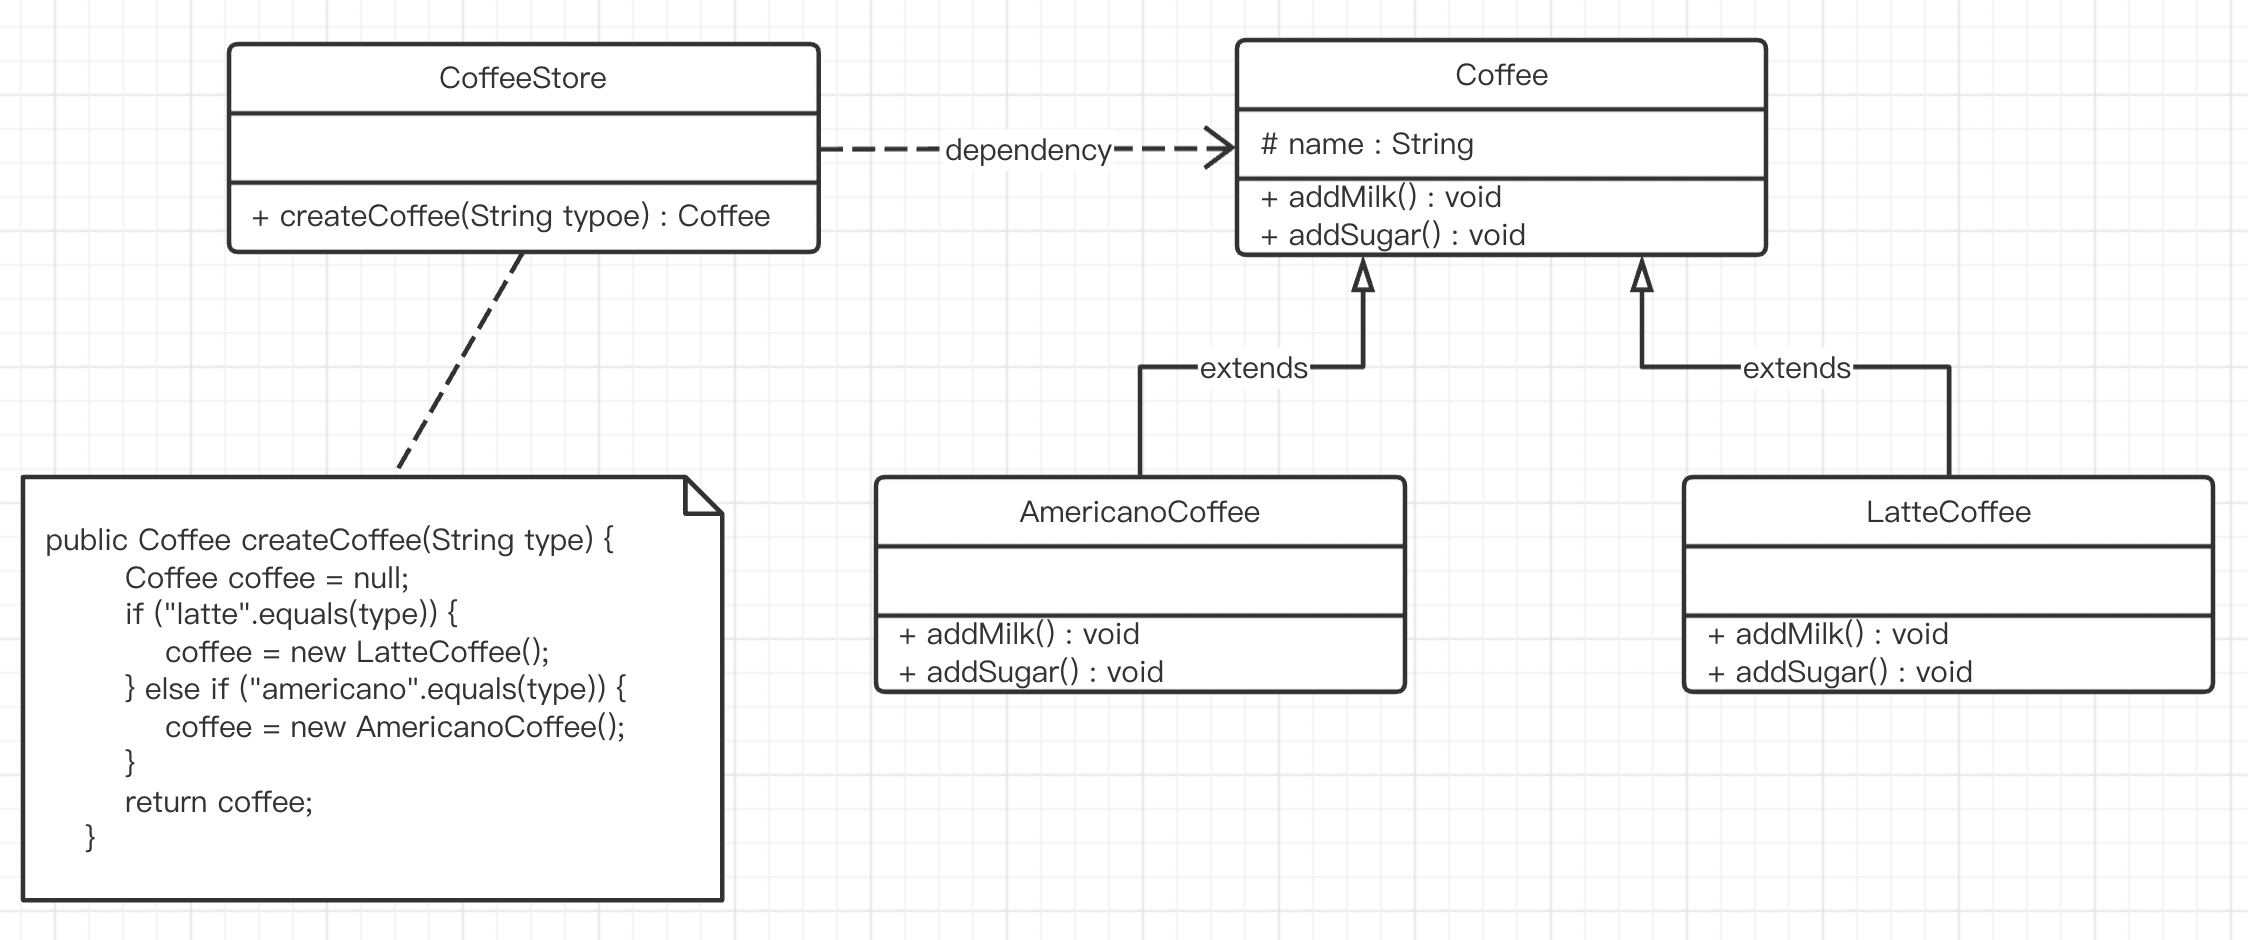 CoffeeStore
+ createCoffee(String typoe) : Coffee
dependency
Coffee
# name : String
+ addMilk() : void
+ addSugar() : void
extends
extends
public Coffee createCoffee(String type) {
Coffee coffee = null;
if ("latte".equals(type)) {
coffee = new LatteCoffee();
} else if ("americano".equals(type)) {
coffee = new AmericanoCoffee();
}
return coffee;
}
AmericanoCoffee
+ addMilk() : void
+ addSugar() : void
LatteCoffee
+ addMilk() : void
+ addSugar() : void